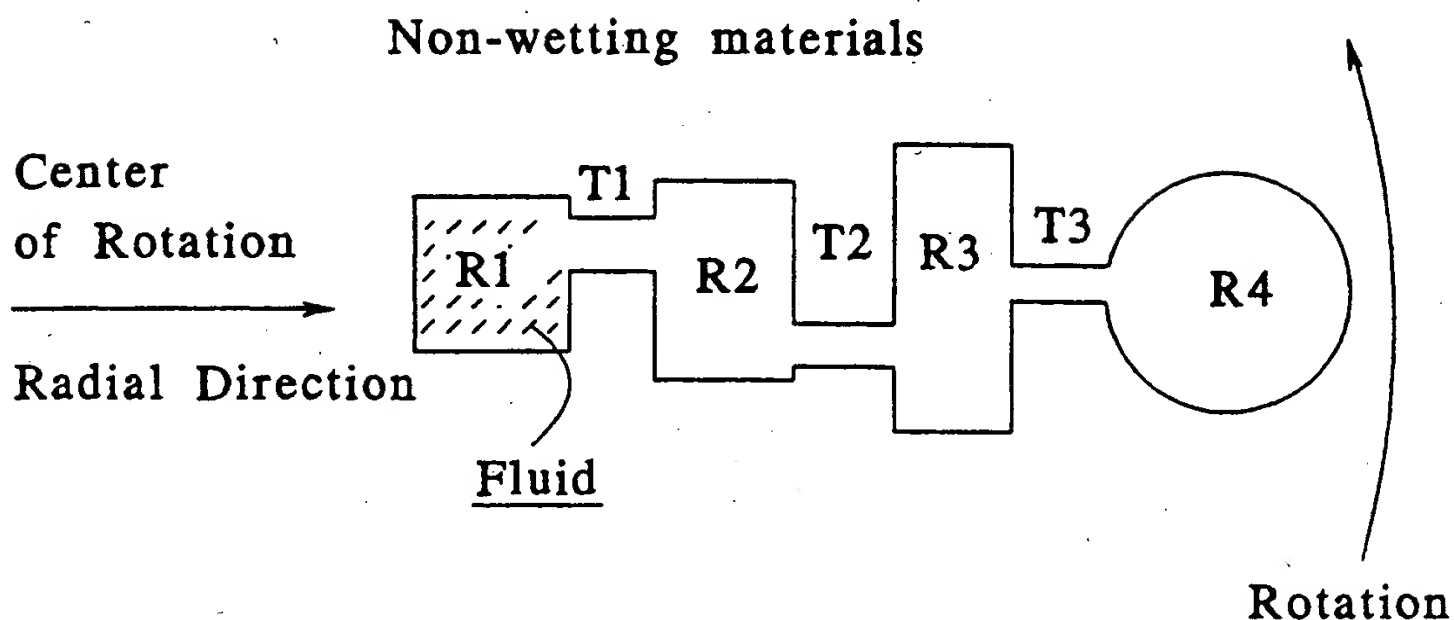 Non-wetting materials
Center
of Rotation
Radial Direction
R1
T1
R2
T2
R3
T3
R4
Fluid
Rotation